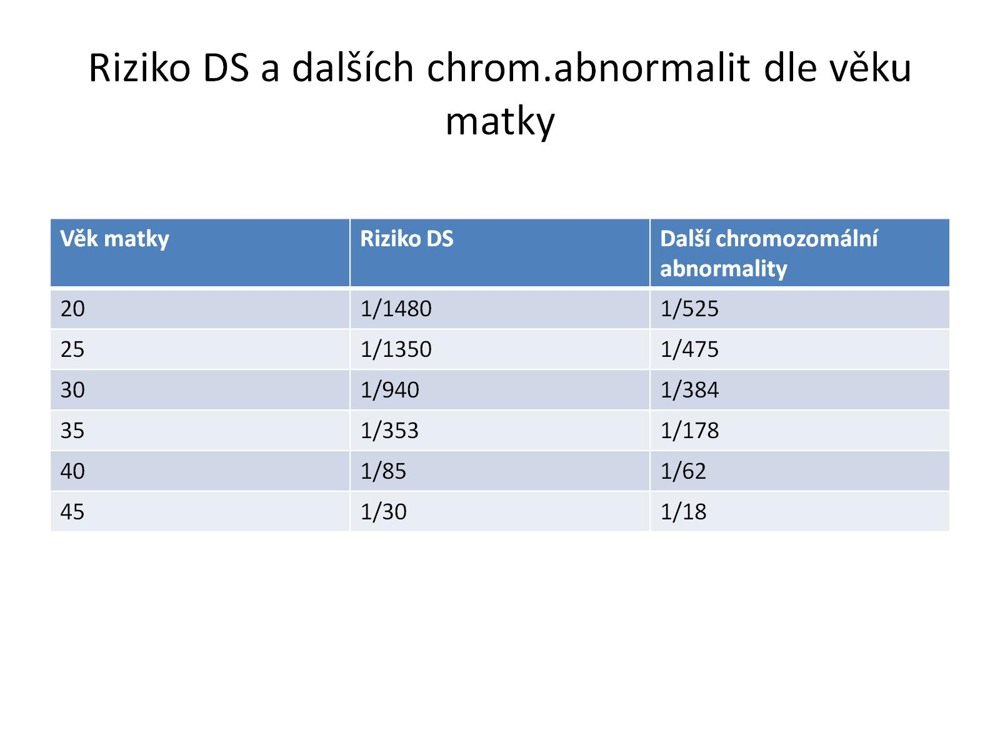 Riziko DS a dalších chrom.abnormalit dle věku
matky
Věk matky Riziko DS Další chromozomální
abnormality
20 1/1480 1/525
25 1/1350 1/475
30 1/940 1/384
35 1/353 1/178
40 1/85 1/62
45 1/30 1/18